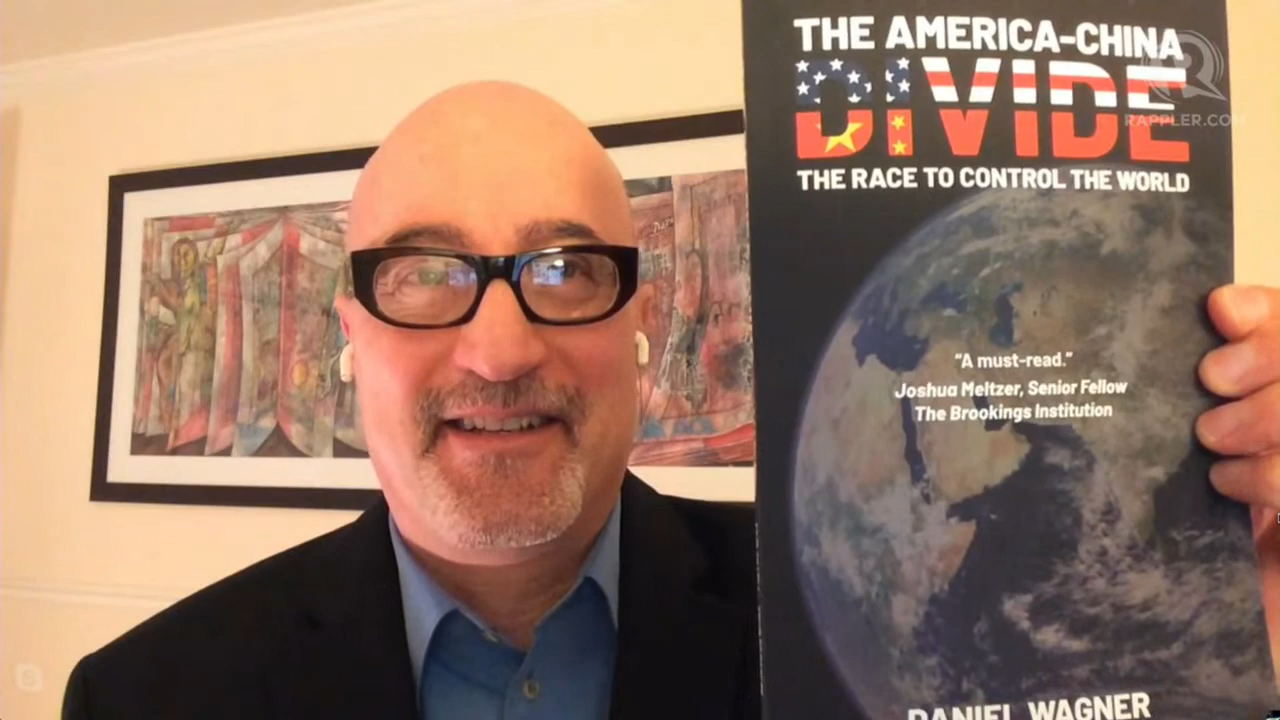 THE AMERICA-CHINA
DIVIDE
RAPPLER.COM
THE RACE TO CONTROL THE WORLD
"A must-read."
Joshua Meltzer, Senior Fellow
The Brookings Institution
DANIEL WAGNER